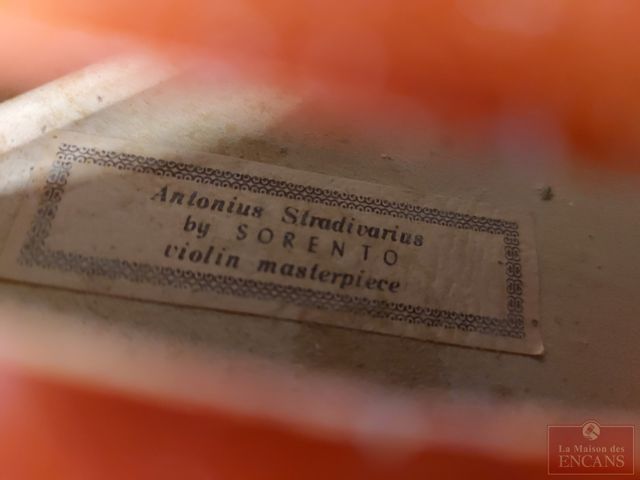 Antonius Stradivarius
by SORENTO
violin masterpiece
La Maison des
ENCANS